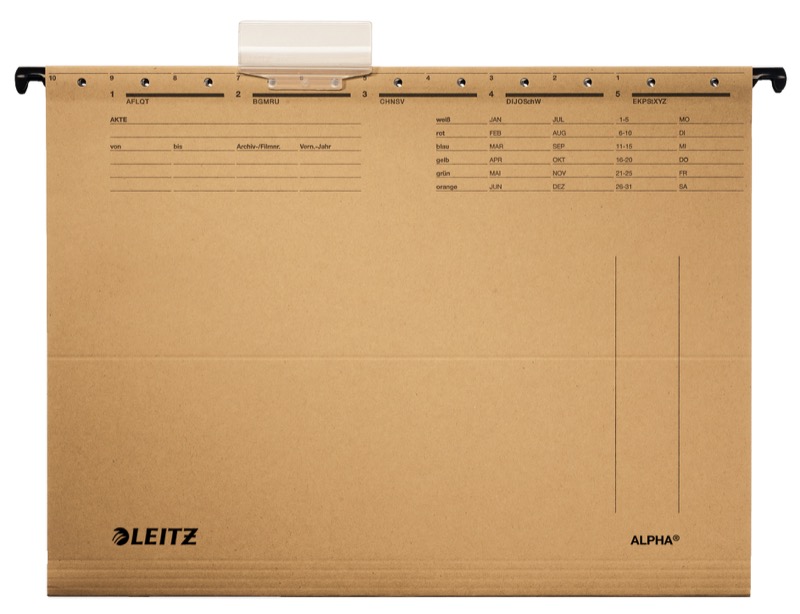 10 9 8 7 6 5 4 3 2 1
1 AFLQT 2 BGMRU 3 CHNSV 4 DIJOSchW 5 EKPStXYZ
AKTE
von bis Archiv-/Filmnr. Vern.-Jahr
weiß JAN JUL 1-5 MO
rot FEB AUG 6-10 DI
blau MAR SEP 11-15 MI
gelb APR OKT 16-20 DO
grün MAI NOV 21-25 FR
orange JUN DEZ 26-31 SA
LEITZ
ALPHA®